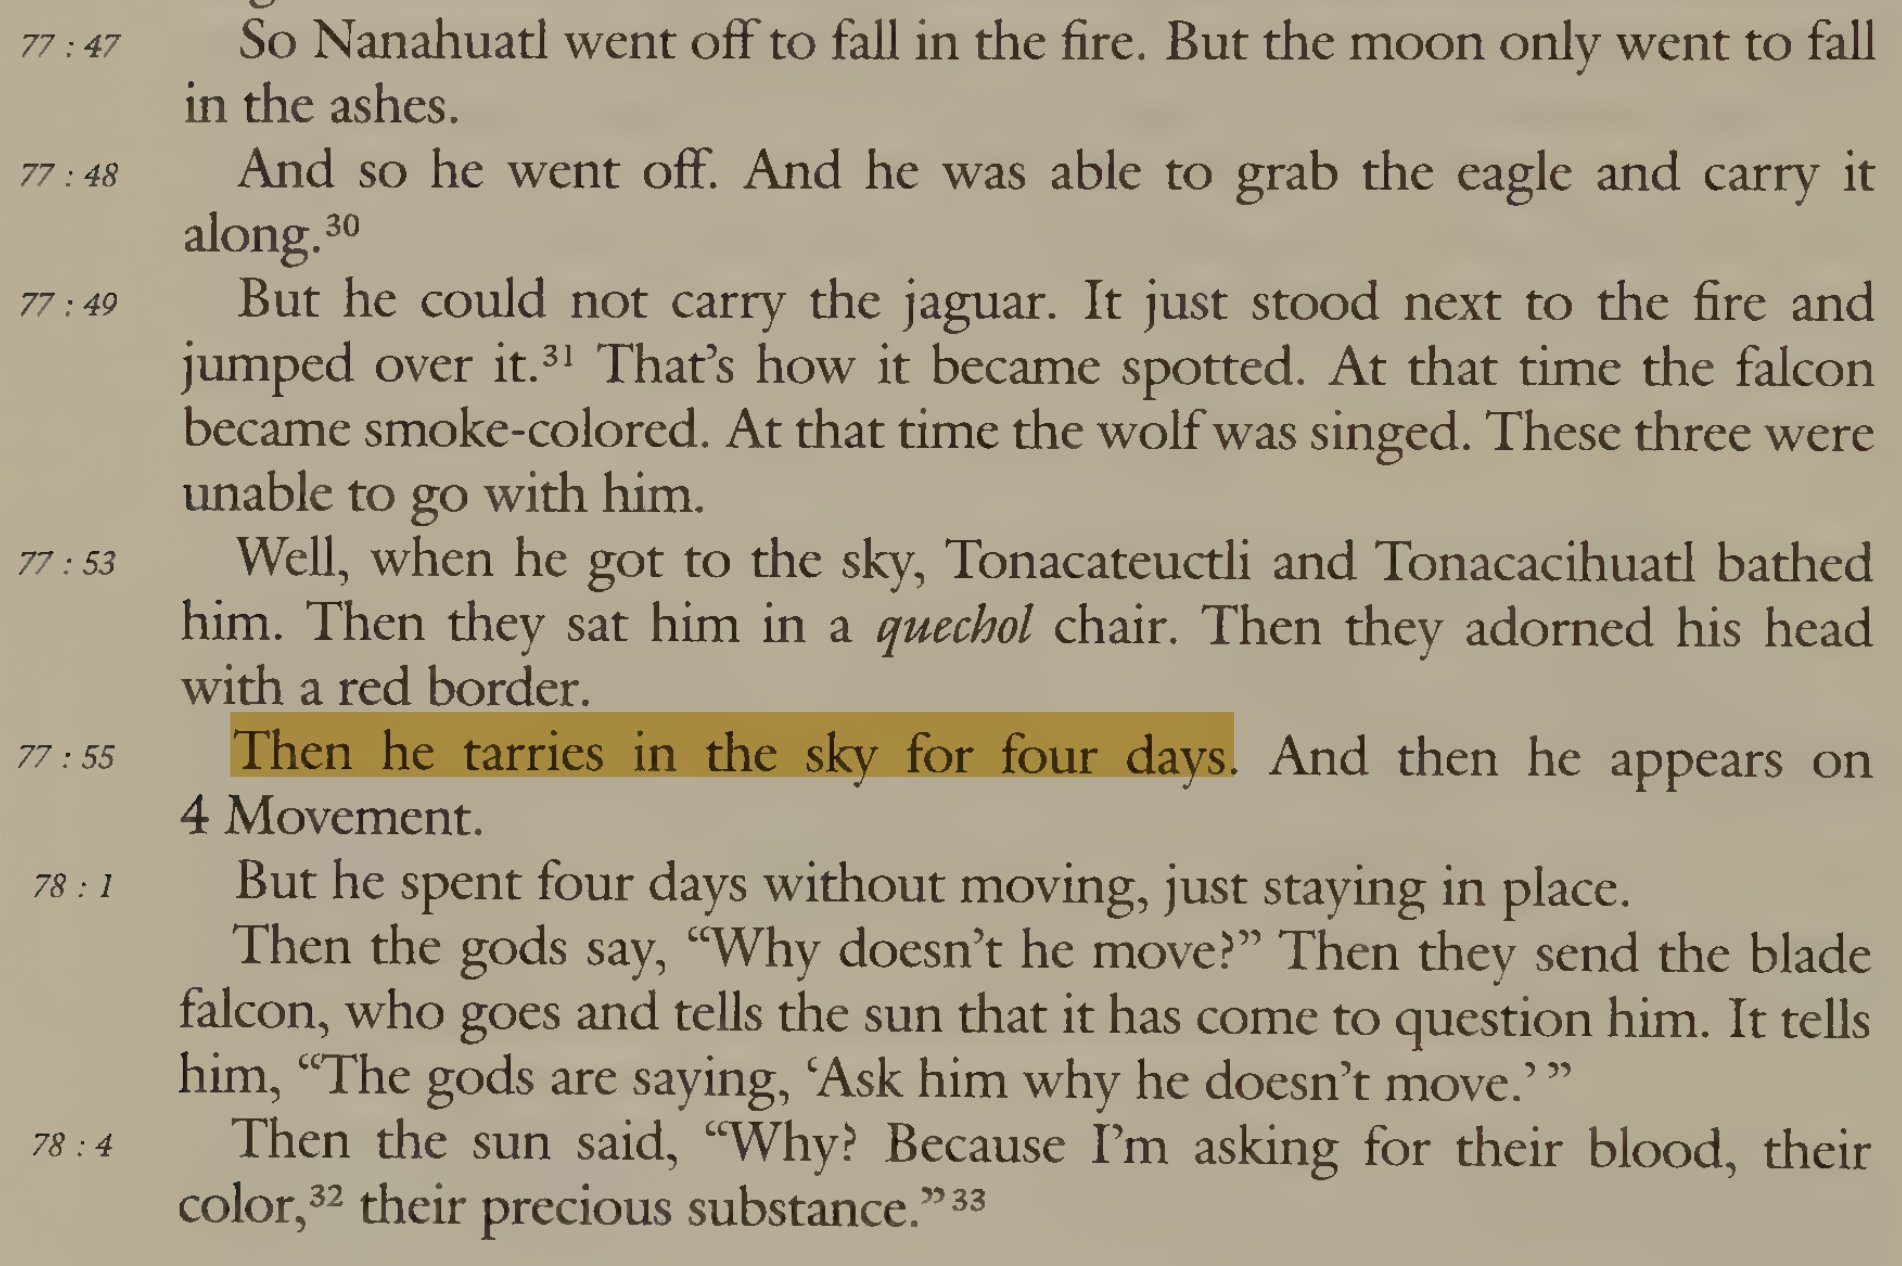 77 : 47 So Nanahuatl went off to fall in the fire. But the moon only went to fall
in the ashes.
77 : 48 And so he went off. And he was able to grab the eagle and carry it
along.³⁰
77 : 49 But he could not carry the jaguar. It just stood next to the fire and
jumped over it.³¹ That’s how it became spotted. At that time the falcon
became smoke-colored. At that time the wolf was singed. These three were
unable to go with him.
77 : 53 Well, when he got to the sky, Tonacateuctli and Tonacacihuatl bathed
him. Then they sat him in a quechol chair. Then they adorned his head
with a red border.
77 : 55 Then he tarries in the sky for four days. And then he appears on
4 Movement.
78 : 1 But he spent four days without moving, just staying in place.
Then the gods say, “Why doesn’t he move?” Then they send the blade
falcon, who goes and tells the sun that it has come to question him. It tells
him, “The gods are saying, ‘Ask him why he doesn’t move.’ ”
78 : 4 Then the sun said, “Why? Because I’m asking for their blood, their
color,³² their precious substance.”³³